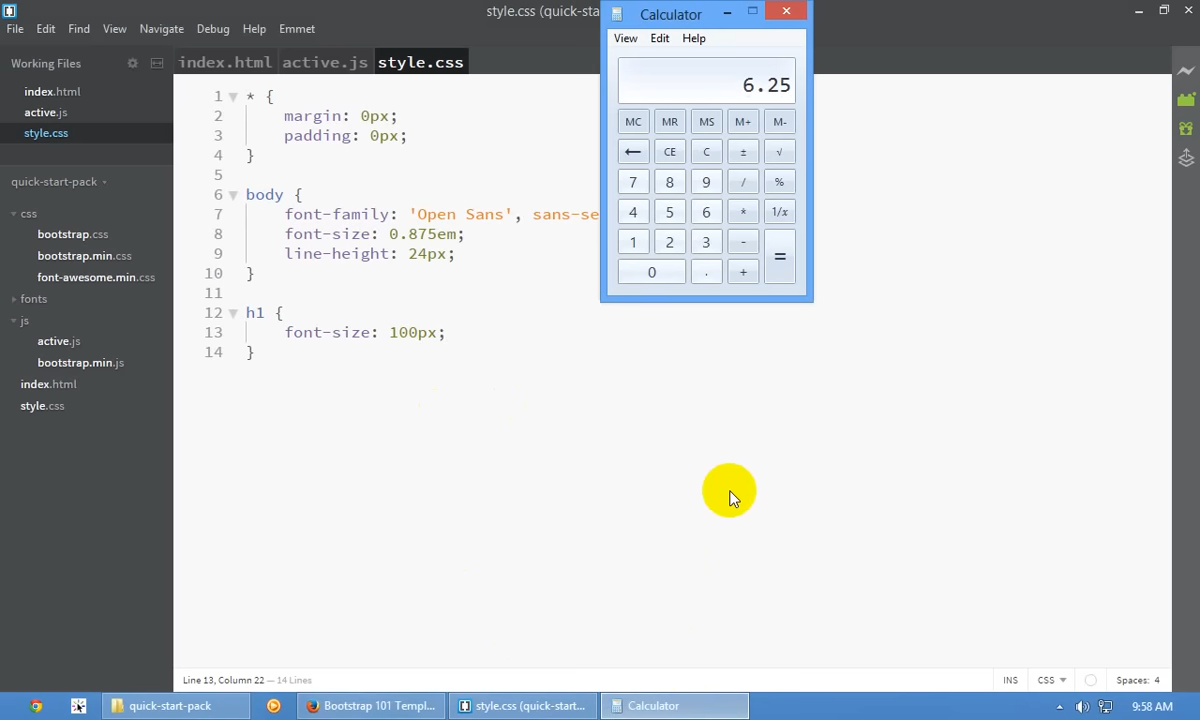 style.css (quick-sta
File Edit View Navigate Debug Help Emmet
Working Files
index.html
active.js
style.css
quick-start-pack
css
bootstrap.css
bootstrap.min.css
font-awesome.min.css
fonts
js
active.js
bootstrap.min.js
index.html
style.css
index.html active.js style.css
1 * {
2 margin: 0px;
3 padding: 0px;
4 }
5
6 body {
7 font-family: 'Open Sans', sans-se
8 font-size: 0.875em;
9 line-height: 24px;
10 }
11
12 h1 {
13 font-size: 100px;
14 }
Calculator
View Edit Help
6.25
MC MR MS M+ M-
← CE C ± √
7 8 9 / %
4 5 6 * 1/x
1 2 3 - =
0 . +
Line 13, Column 22 — 14 Lines
INS CSS Spaces: 4
quick-start-pack Bootstrap 101 Templ... style.css (quick-start... Calculator 9:58 AM